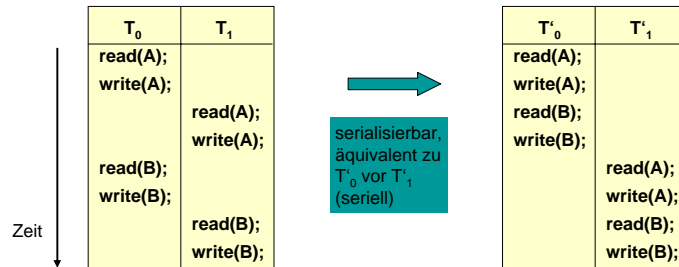 T₀ T₁
read(A);
write(A);
read(A);
write(A);
read(B);
write(B);
read(B);
write(B);
Zeit
serialisierbar,
äquivalent zu
T‘₀ vor T‘₁
(seriell)
T‘₀ T‘₁
read(A);
write(A);
read(B);
write(B);
read(A);
write(A);
read(B);
write(B);